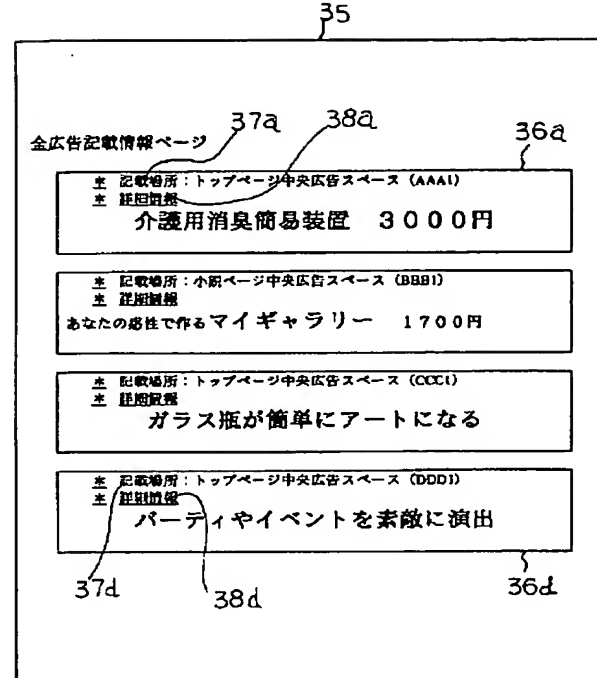 35
37a
38a
36a
全広告記載情報ページ
* 記載場所：トップページ中央広告スペース（AAA1）
* 詳細情報
介護用消臭簡易装置 3000円
* 記載場所：小説ページ中央広告スペース（BBB1）
* 詳細情報
あなたの感性で作るマイギャラリー 1700円
* 記載場所：トップページ中央広告スペース（CCC1）
* 詳細情報
ガラス瓶が簡単にアートになる
* 記載場所：トップページ中央広告スペース（DDD1）
* 詳細情報
パーティやイベントを素敵に演出
37d
38d
36d